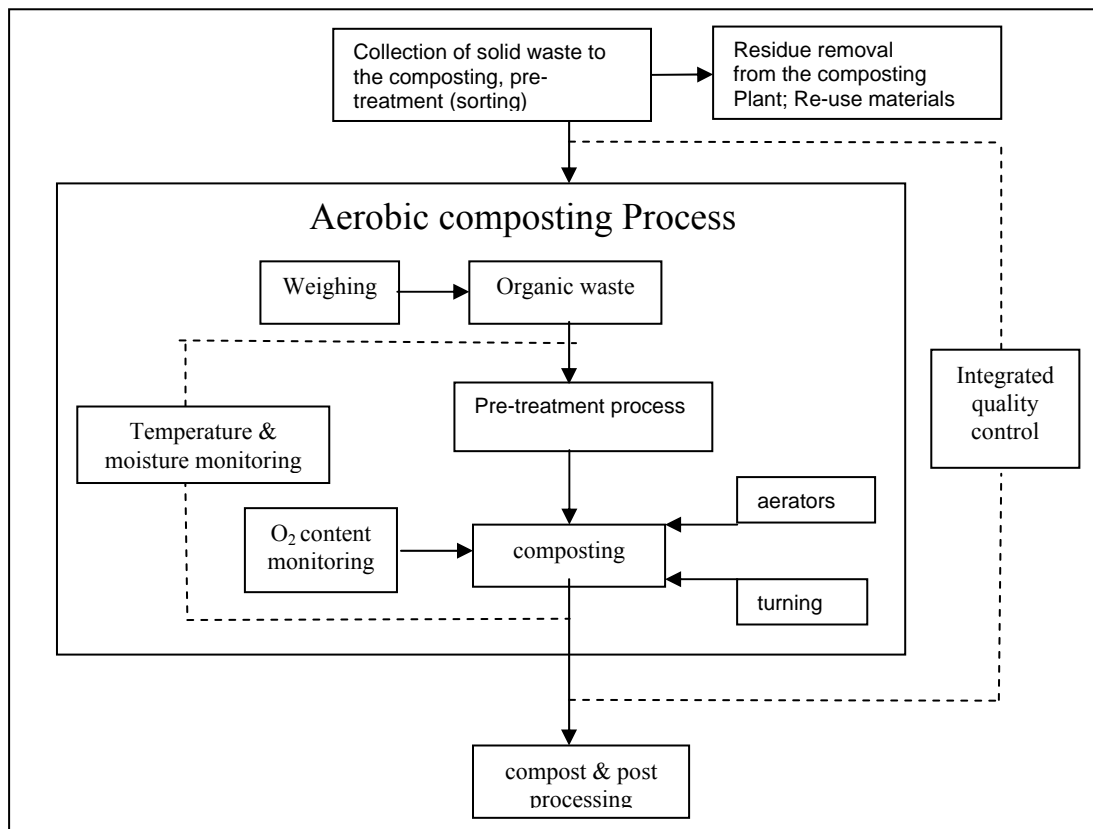 Collection of solid waste to
the composting, pre-
treatment (sorting)
Residue removal
from the composting
Plant; Re-use materials
Aerobic composting Process
Weighing
Organic waste
Pre-treatment process
Temperature &
moisture monitoring
Integrated
quality
control
aerators
O₂ content
monitoring
composting
turning
compost & post
processing